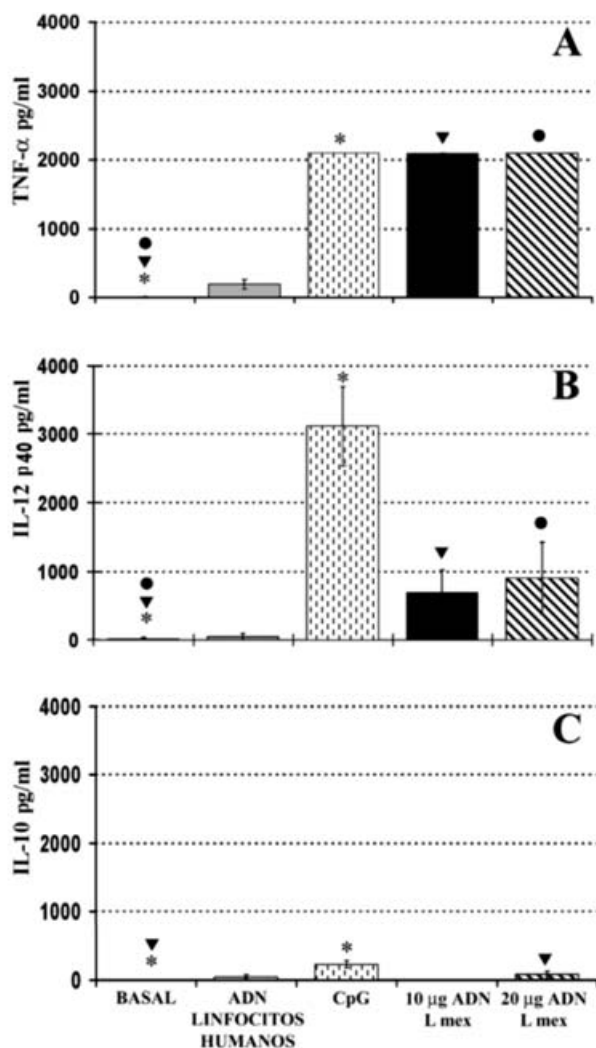 A
TNF-α pg/ml
4000
3000
2000
1000
0
● ▼ *
*
▼
●
B
IL-12 p40 pg/ml
4000
3000
2000
1000
0
● ▼ *
*
▼
●
C
IL-10 pg/ml
4000
3000
2000
1000
0
▼ *
*
▼
BASAL
ADN
LINFOCITOS
HUMANOS
CpG
10 μg ADN
L mex
20 μg ADN
L mex